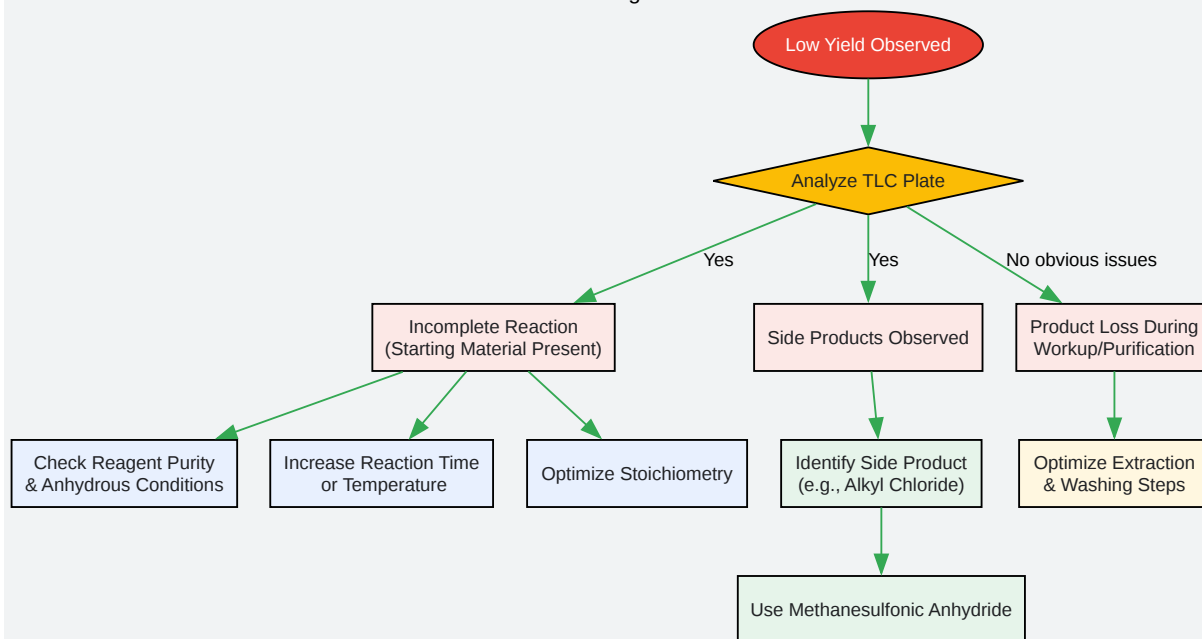 Low Yield Observed
Analyze TLC Plate
Yes
Yes
No obvious issues
Incomplete Reaction
(Starting Material Present)
Side Products Observed
Product Loss During
Workup/Purification
Check Reagent Purity
& Anhydrous Conditions
Increase Reaction Time
or Temperature
Optimize Stoichiometry
Identify Side Product
(e.g., Alkyl Chloride)
Optimize Extraction
& Washing Steps
Use Methanesulfonic Anhydride